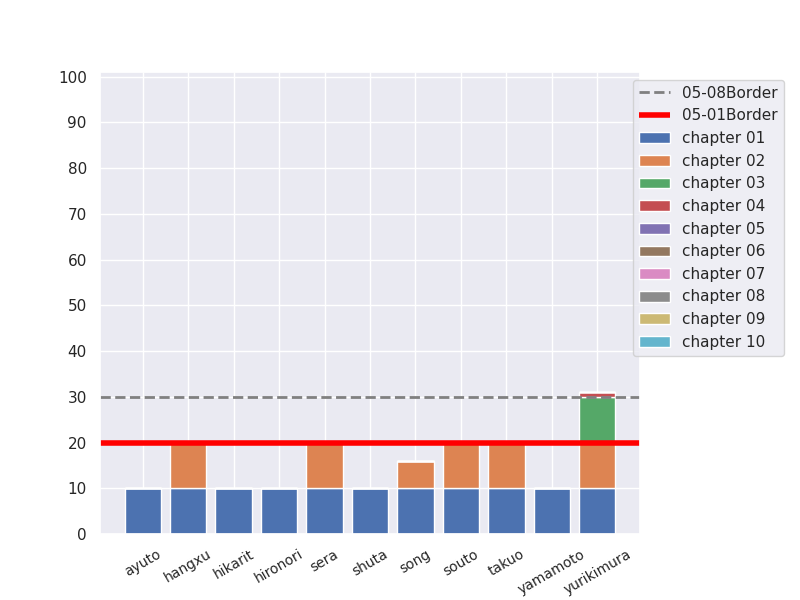 100
90
80
70
60
50
40
30
20
10
0
ayuto
hangxu
hikarit
hironori
sera
shuta
song
souto
takuo
yamamoto
yurikimura
05-08Border
05-01Border
chapter 01
chapter 02
chapter 03
chapter 04
chapter 05
chapter 06
chapter 07
chapter 08
chapter 09
chapter 10